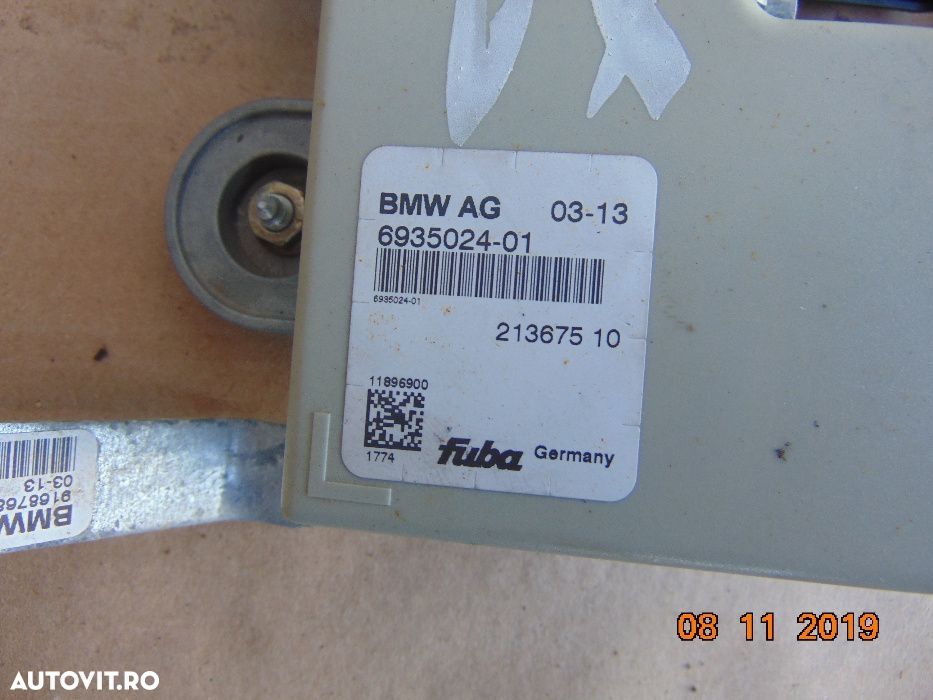 BMW AG 03-13
6935024-01
6935024-01
213675 10
11896900
1774
fuba Germany
BMW
03-13
9168768
08 11 2019
AUTOVIT.RO